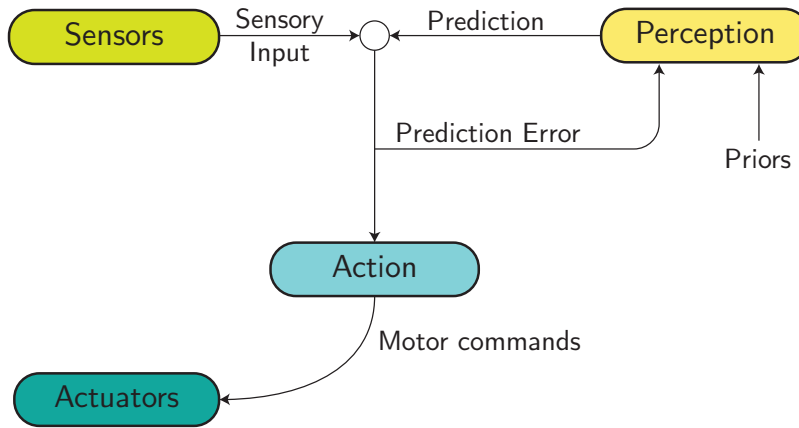 Sensors
Sensory
Input
Prediction
Perception
Prediction Error
Priors
Action
Motor commands
Actuators